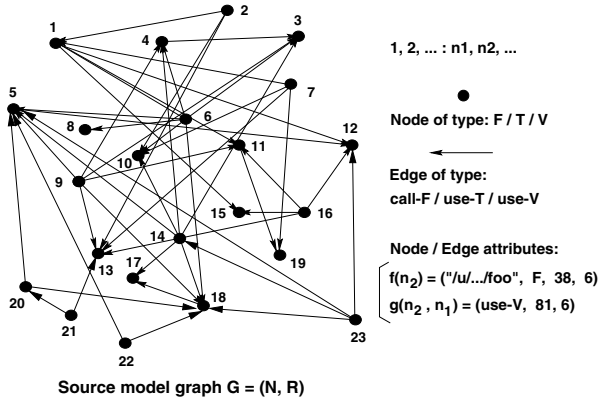 1
2
3
4
5
6
7
8
9
10
11
12
13
14
15
16
17
18
19
20
21
22
23
1, 2, ... : n1, n2, ...
Node of type: F / T / V
Edge of type:
call-F / use-T / use-V
Node / Edge attributes:
f(n2) = ("/u/.../foo", F, 38, 6)
g(n2 , n1) = (use-V, 81, 6)
Source model graph G = (N, R)